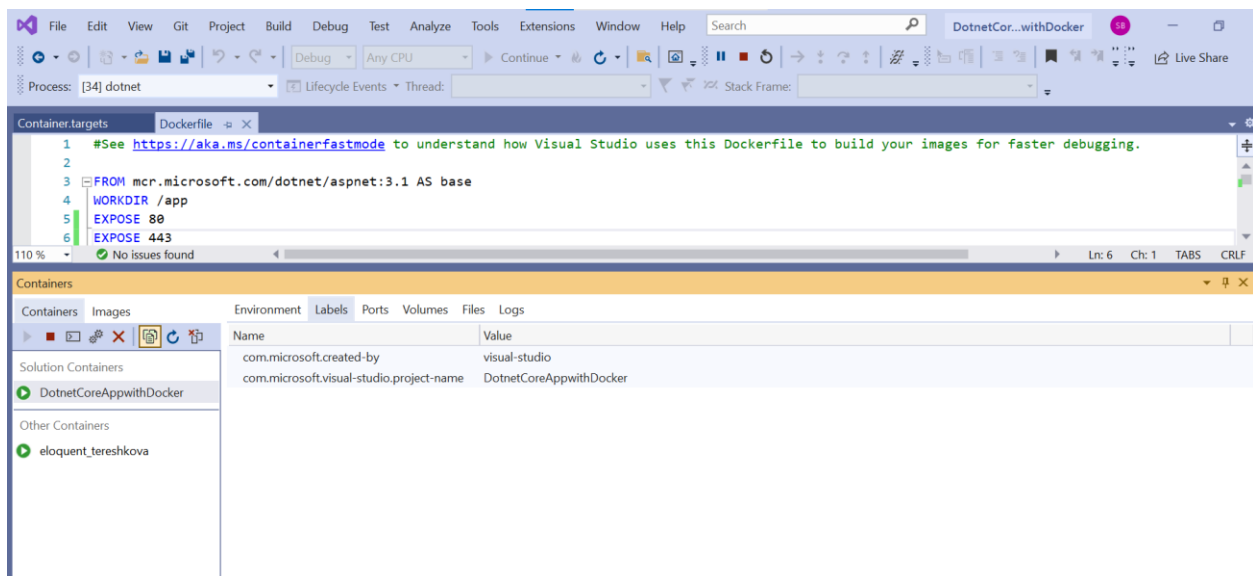 File Edit View Git Project Build Debug Test Analyze Tools Extensions Window Help Search DotnetCor...withDocker SB
Debug Any CPU Continue Live Share
Process: [34] dotnet Lifecycle Events Thread: Stack Frame:
Container.targets Dockerfile
1 #See https://aka.ms/containerfastmode to understand how Visual Studio uses this Dockerfile to build your images for faster debugging.
2
3 FROM mcr.microsoft.com/dotnet/aspnet:3.1 AS base
4 WORKDIR /app
5 EXPOSE 80
6 EXPOSE 443
110 % No issues found Ln: 6 Ch: 1 TABS CRLF
Containers
Containers Images Environment Labels Ports Volumes Files Logs
Name Value
com.microsoft.created-by visual-studio
com.microsoft.visual-studio.project-name DotnetCoreAppwithDocker
Solution Containers
DotnetCoreAppwithDocker
Other Containers
eloquent_tereshkova